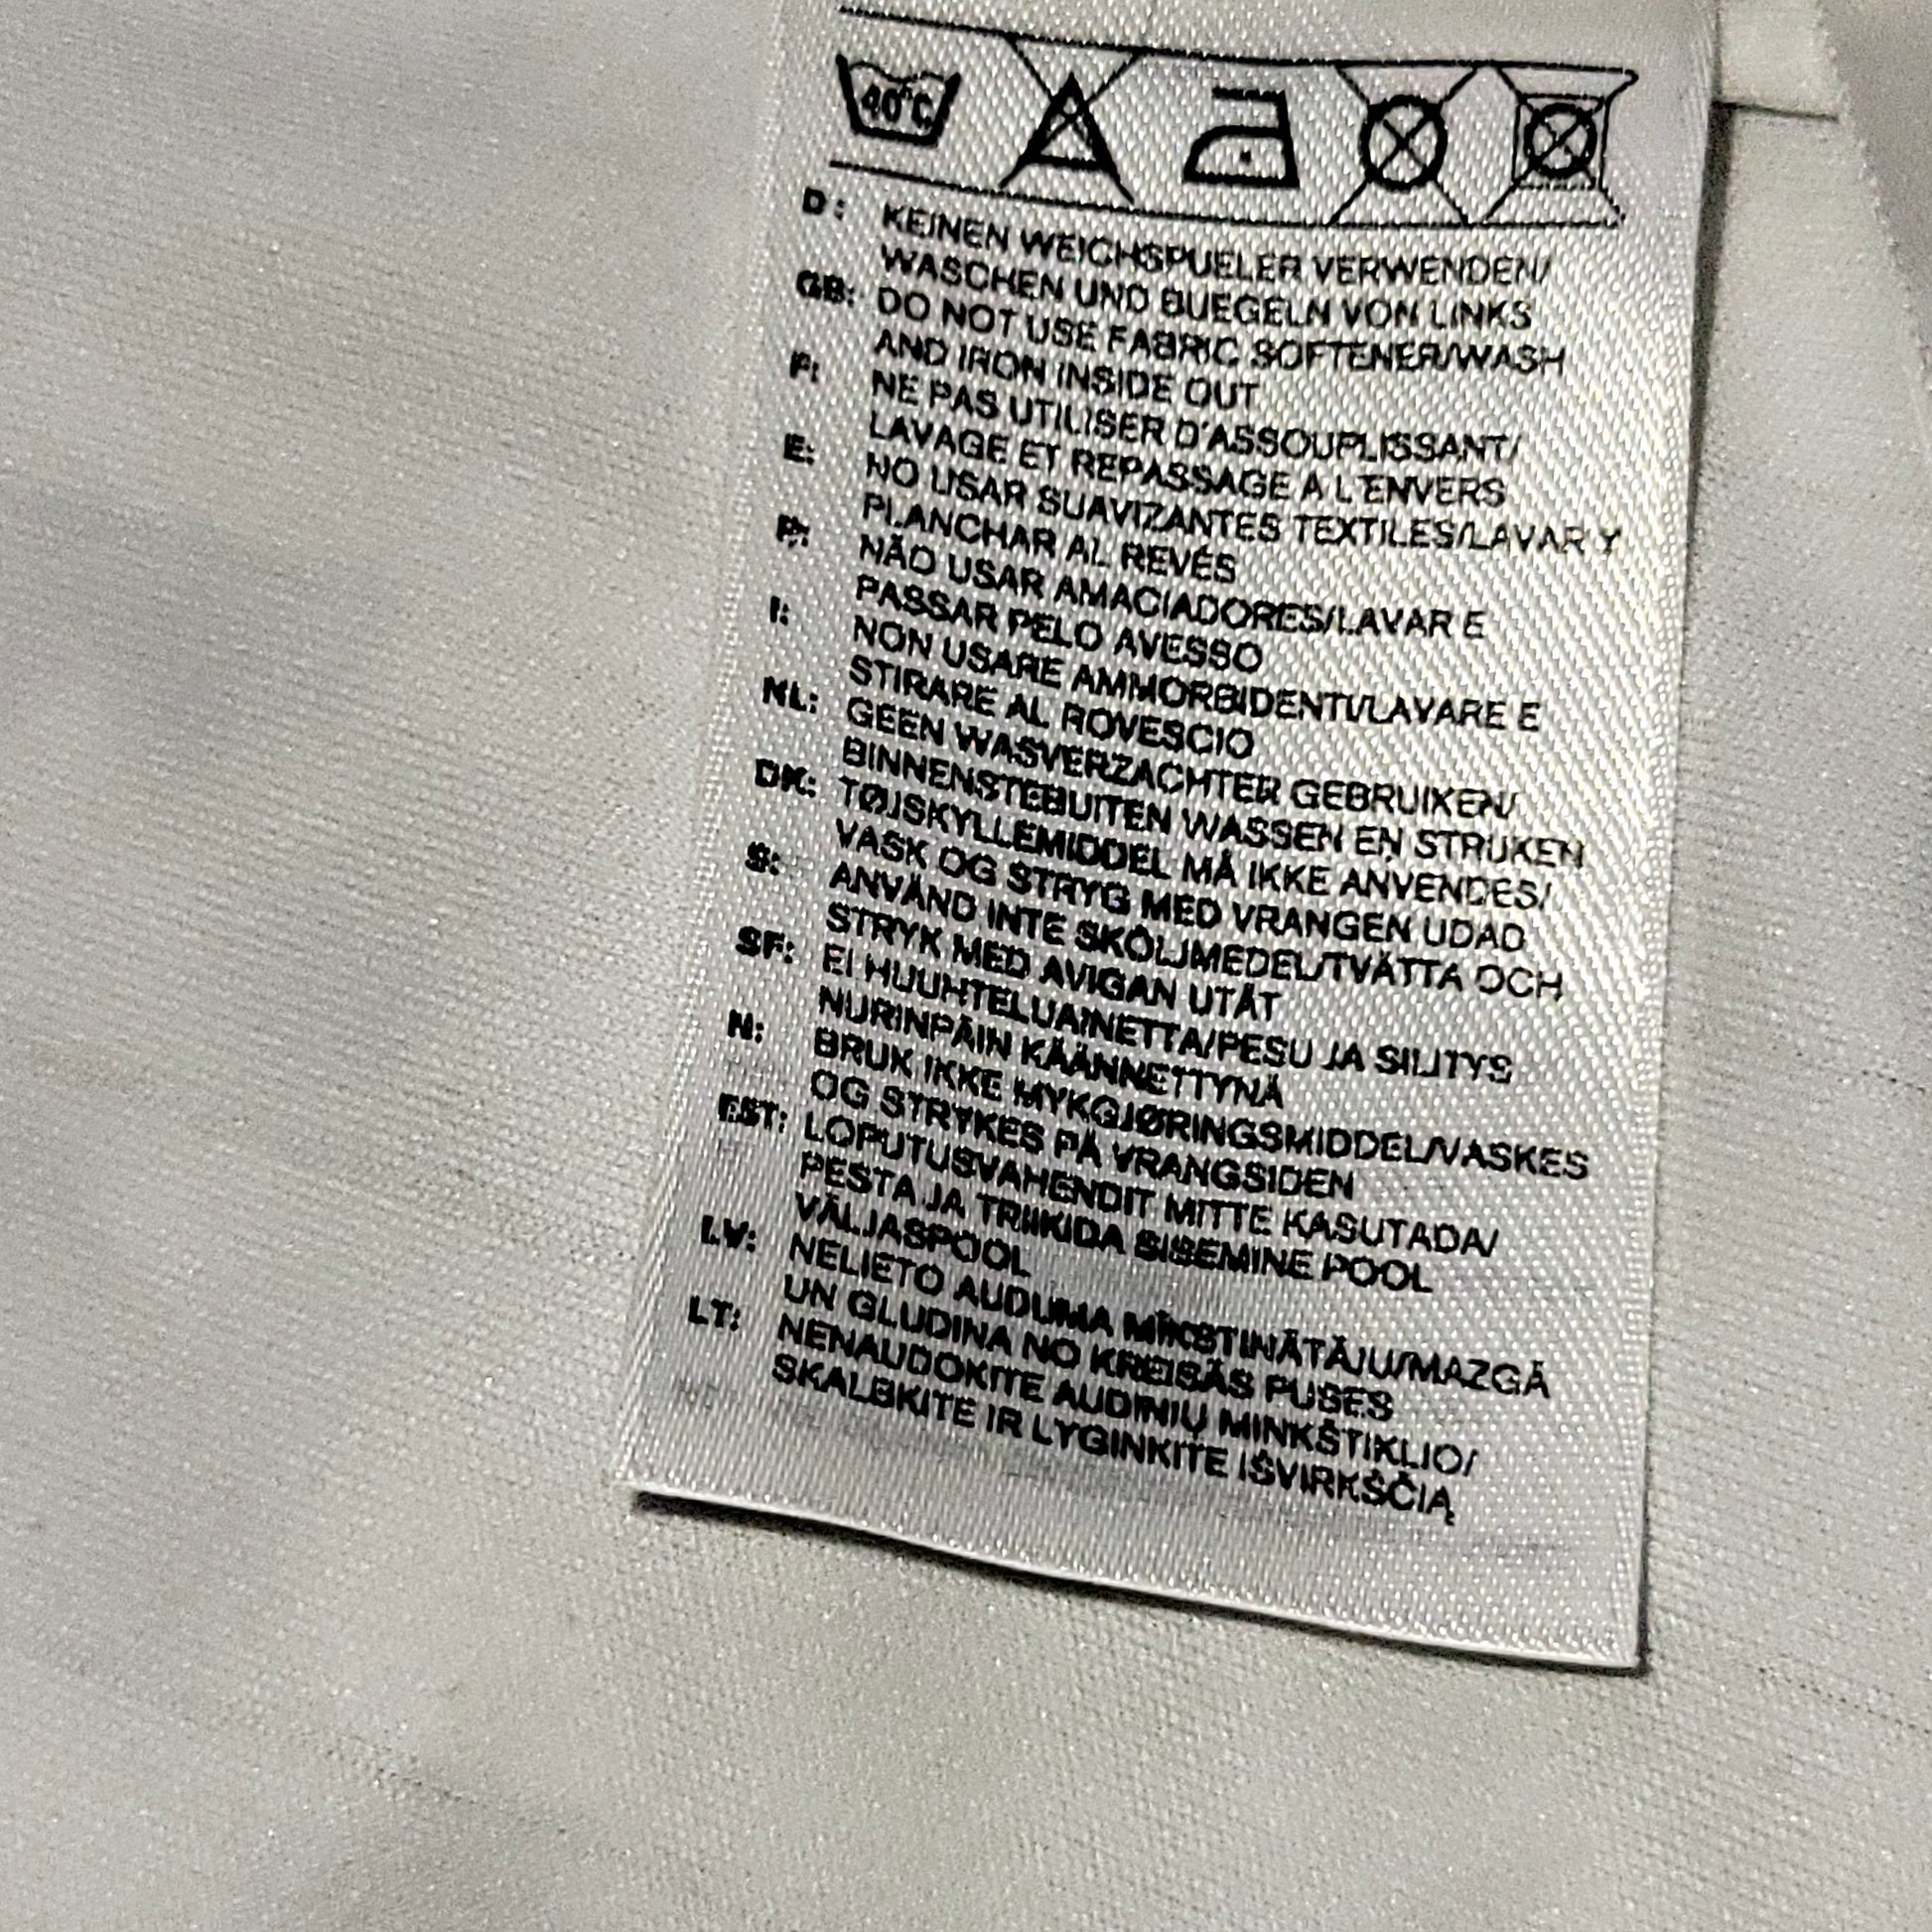 40°C
D: KEINEN WEICHSPUELER VERWENDEN/
WASCHEN UND BUEGELN VON LINKS
GB: DO NOT USE FABRIC SOFTENER/WASH
AND IRON INSIDE OUT
F: NE PAS UTILISER D'ASSOUPLISSANT/
LAVAGE ET REPASSAGE A L'ENVERS
E: NO USAR SUAVIZANTES TEXTILES/LAVAR Y
PLANCHAR AL REVÉS
P: NÃO USAR AMACIADORES/LAVAR E
PASSAR PELO AVESSO
I: NON USARE AMMORBIDENTI/LAVARE E
STIRARE AL ROVESCIO
NL: GEEN WASVERZACHTER GEBRUIKEN/
BINNENSTEBUITEN WASSEN EN STRIJKEN
DK: TØJSKYLLEMIDDEL MÅ IKKE ANVENDES/
VASK OG STRYG MED VRANGEN UDAD
S: ANVÄND INTE SKÖLJMEDEL/TVÄTTA OCH
STRYK MED AVIGAN UTÅT
SF: EI HUUHTELUAINETTA/PESU JA SILITYS
NURINPÄIN KÄÄNNETTYNÄ
N: BRUK IKKE MYKGJØRINGSMIDDEL/VASKES
OG STRYKES PÅ VRANGSIDEN
EST: LOPUTUSVAHENDIT MITTE KASUTADA/
PESTA JA TRIIKIDA SISEMINE POOL
VÄLJASPOOL
LV: NELIETO AUDUMA MĪKSTINĀTĀJU/MAZGĀ
UN GLUDINA NO KREISĀS PUSES
LT: NENAUDOKITE AUDINIŲ MINKŠTIKLIO/
SKALBKITE IR LYGINKITE IŠVIRKŠČIĄ